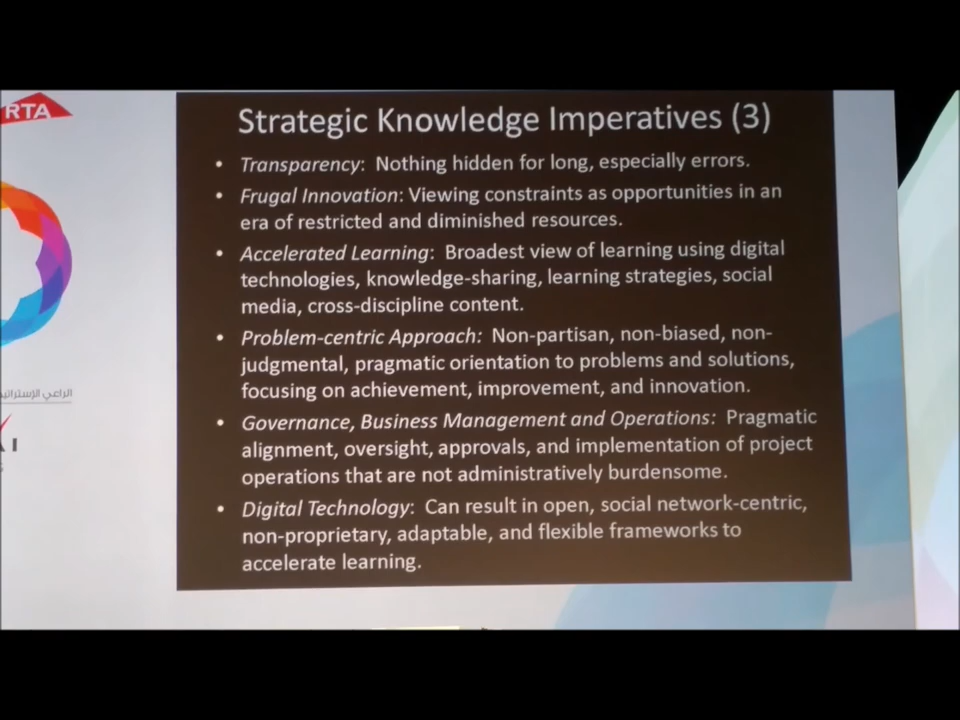 RTA
Strategic Knowledge Imperatives (3)
• Transparency: Nothing hidden for long, especially errors.
• Frugal Innovation: Viewing constraints as opportunities in an
era of restricted and diminished resources.
• Accelerated Learning: Broadest view of learning using digital
technologies, knowledge-sharing, learning strategies, social
media, cross-discipline content.
• Problem-centric Approach: Non-partisan, non-biased, non-
judgmental, pragmatic orientation to problems and solutions,
focusing on achievement, improvement, and innovation.
• Governance, Business Management and Operations: Pragmatic
alignment, oversight, approvals, and implementation of project
operations that are not administratively burdensome.
• Digital Technology: Can result in open, social network-centric,
non-proprietary, adaptable, and flexible frameworks to
accelerate learning.
الراعي